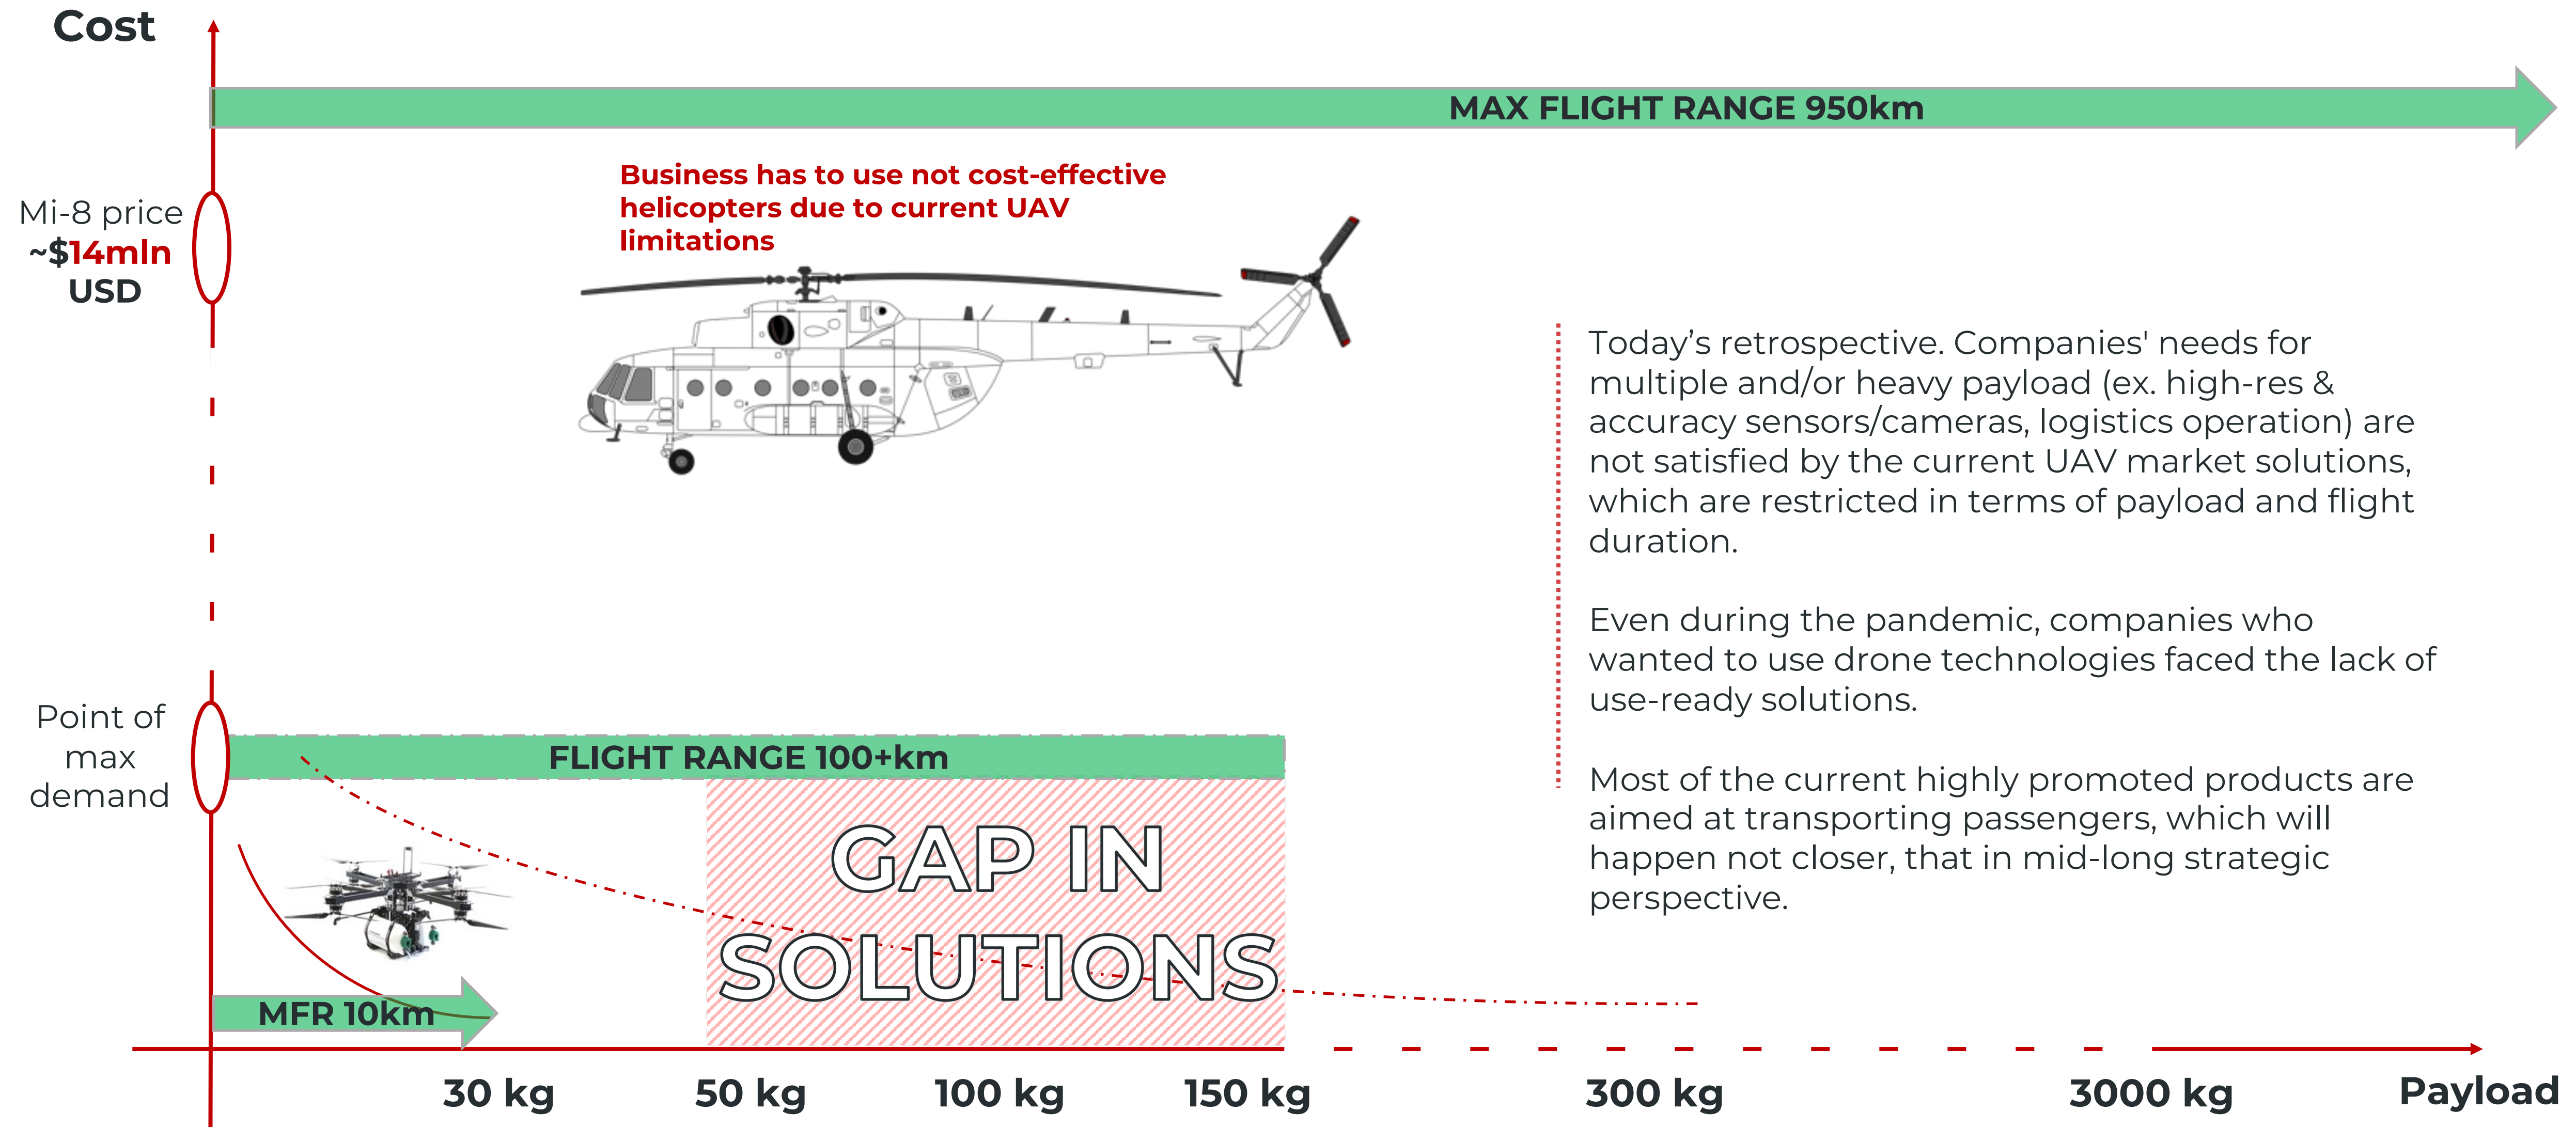 Cost
MAX FLIGHT RANGE 950km
Mi-8 price
~$14mln
USD
Business has to use not cost-effective
helicopters due to current UAV
limitations
Today’s retrospective. Companies' needs for
multiple and/or heavy payload (ex. high-res &
accuracy sensors/cameras, logistics operation) are
not satisfied by the current UAV market solutions,
which are restricted in terms of payload and flight
duration.
Even during the pandemic, companies who
wanted to use drone technologies faced the lack of
use-ready solutions.
Most of the current highly promoted products are
aimed at transporting passengers, which will
happen not closer, that in mid-long strategic
perspective.
Point of
max
demand
FLIGHT RANGE 100+km
GAP IN
SOLUTIONS
MFR 10km
30 kg
50 kg
100 kg
150 kg
300 kg
3000 kg
Payload